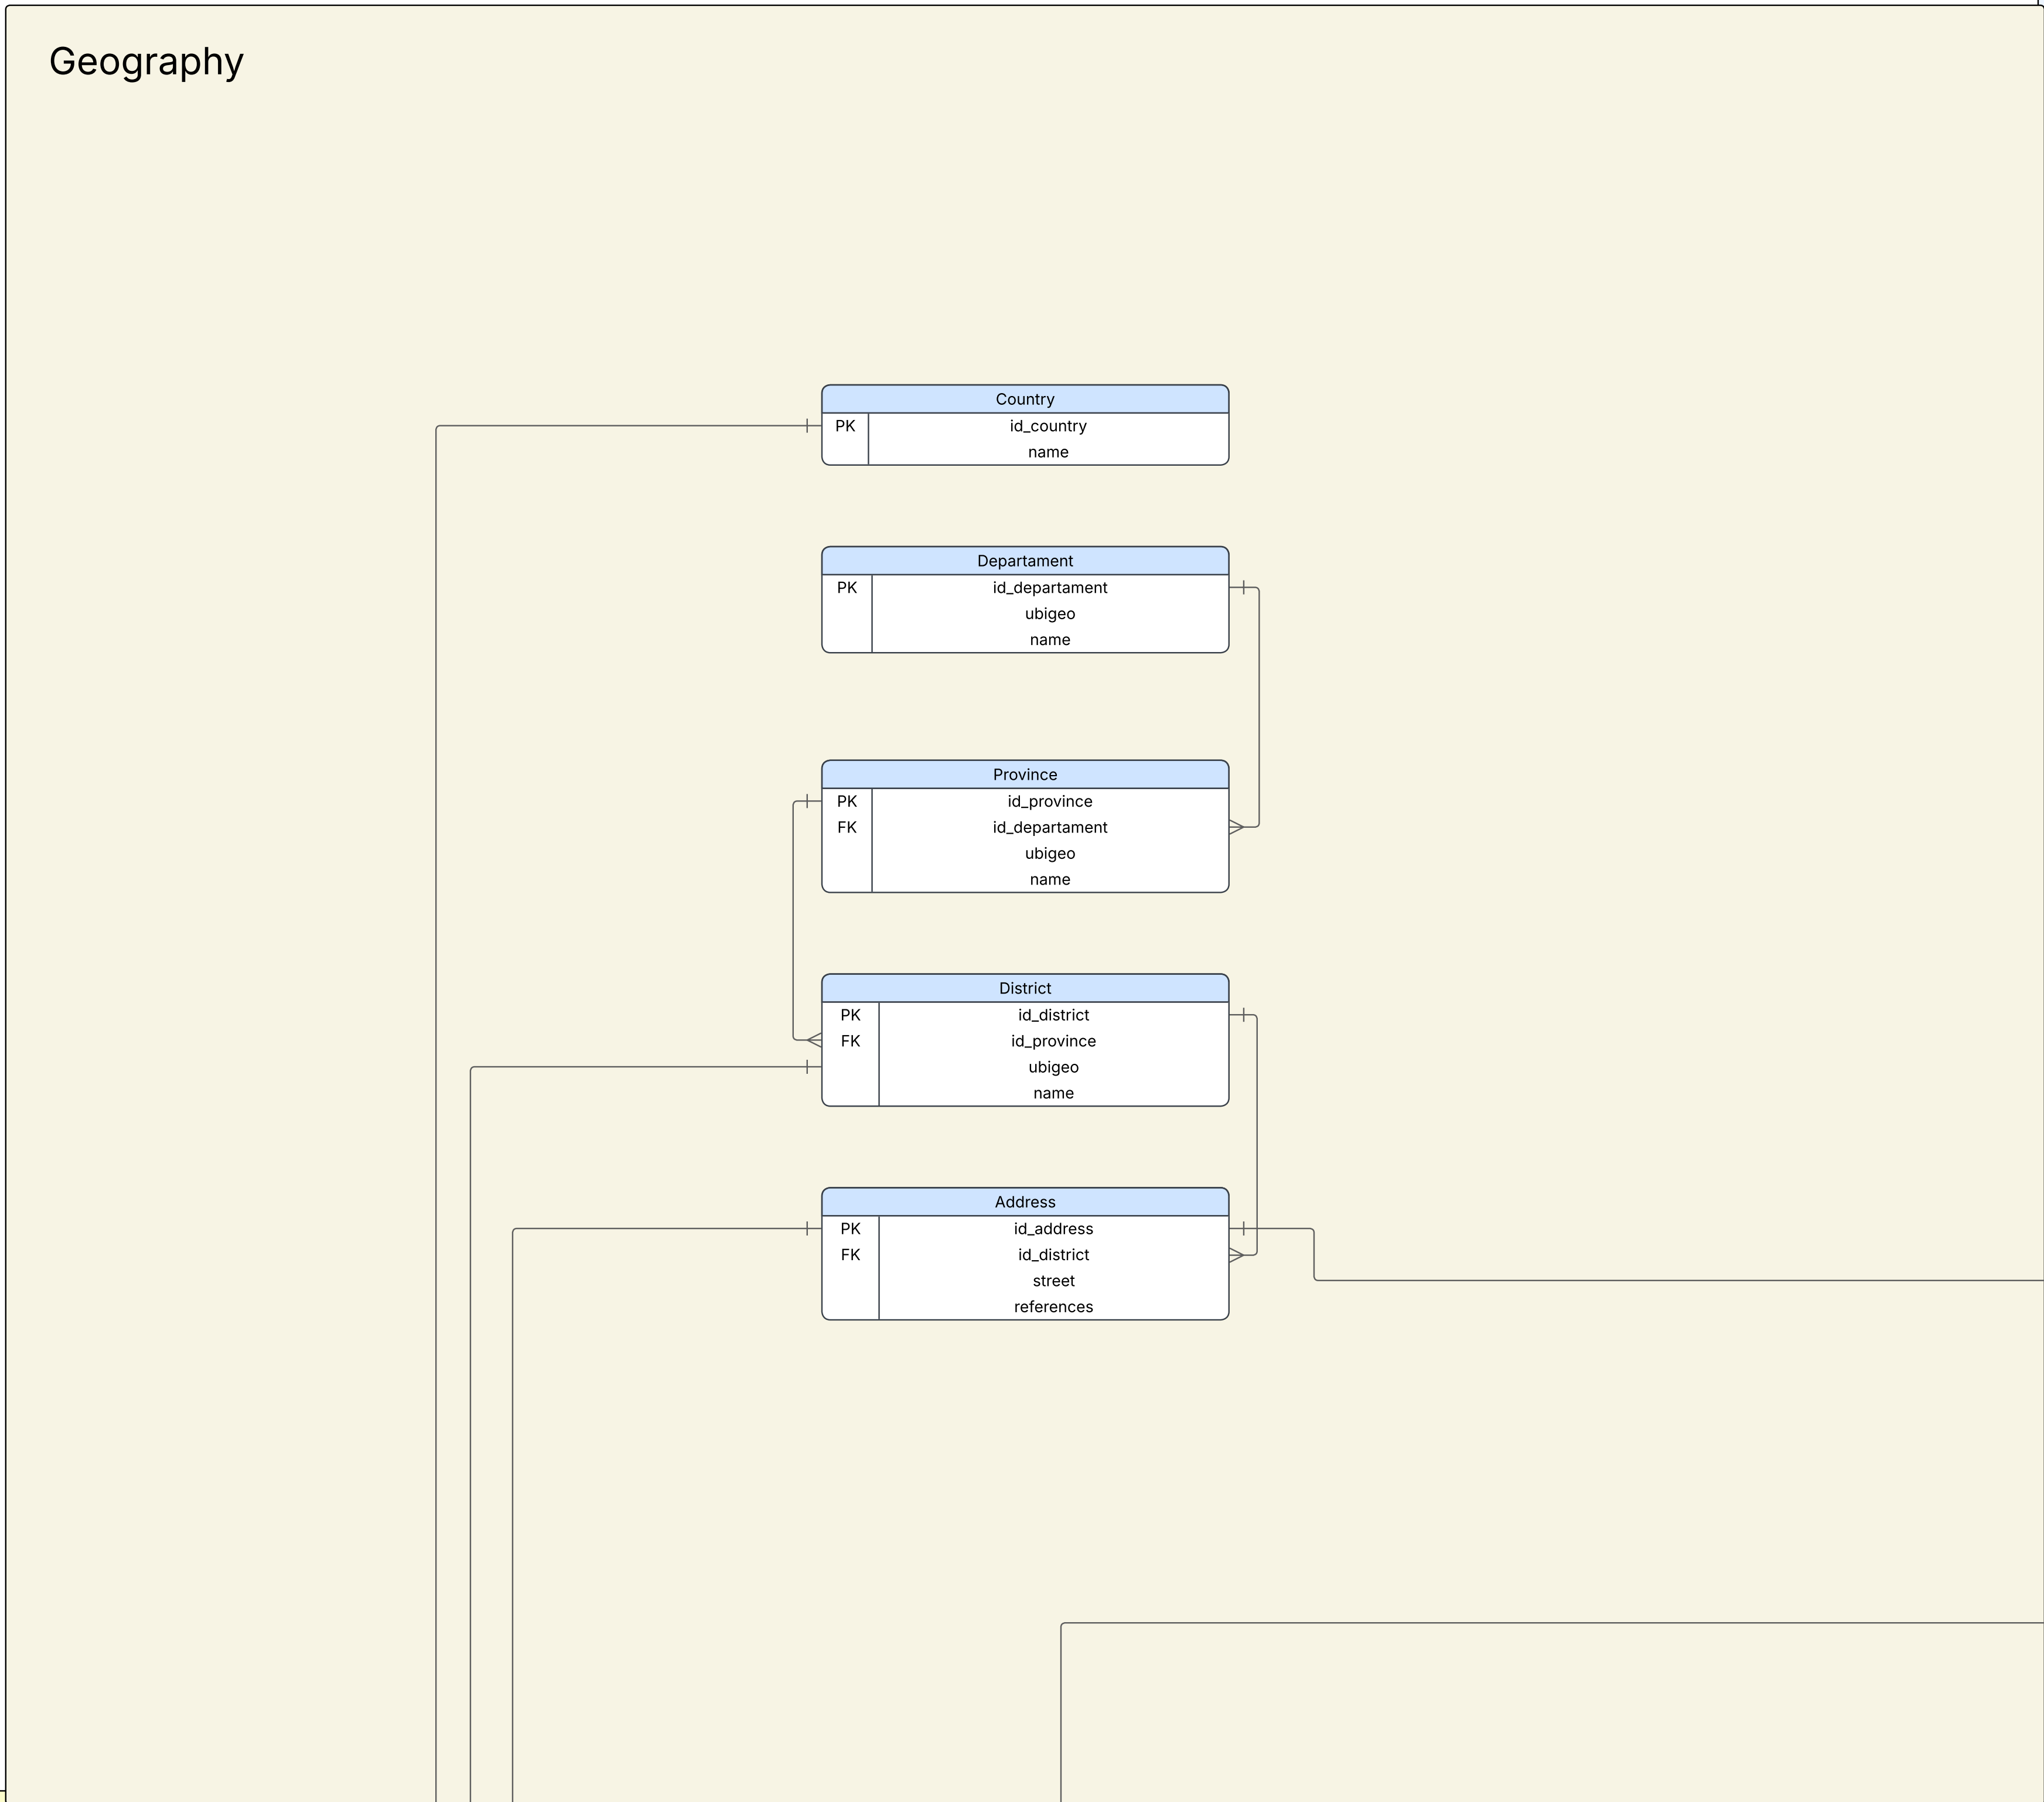 Geography
Country
PK id_country
name
Departament
PK id_departament
ubigeo
name
Province
PK id_province
FK id_departament
ubigeo
name
District
PK id_district
FK id_province
ubigeo
name
Address
PK id_address
FK id_district
street
references